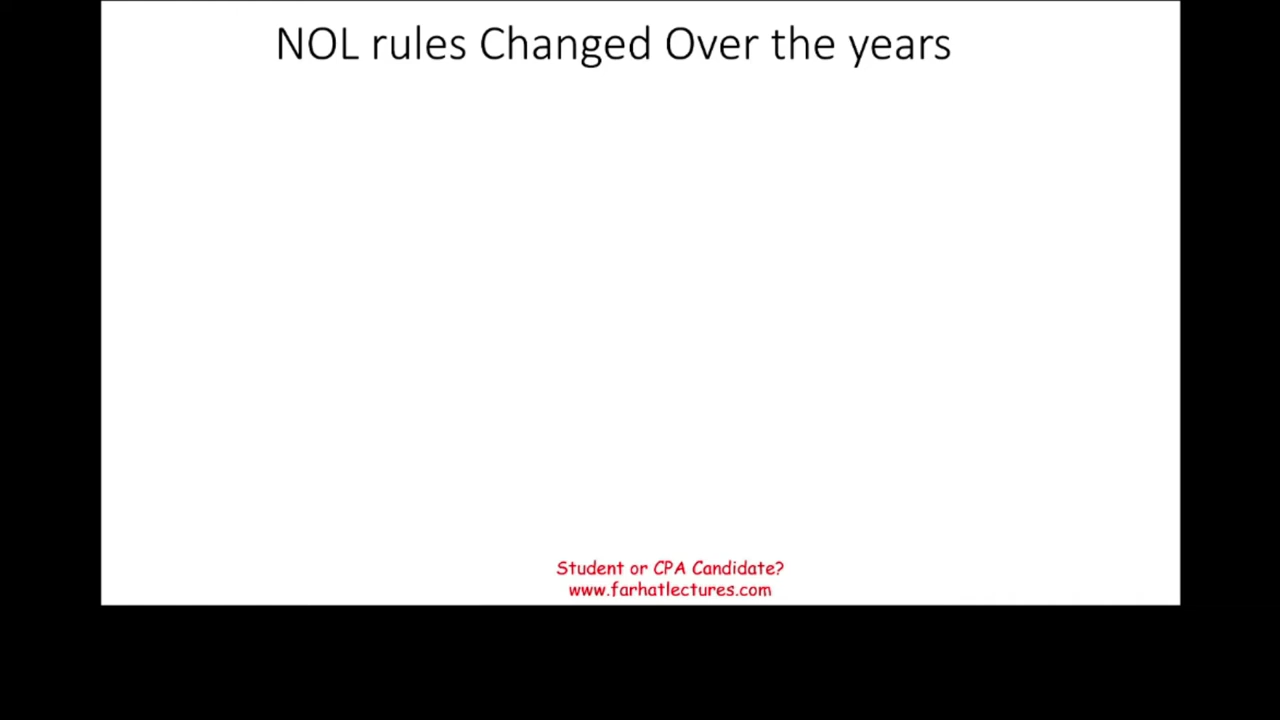 NOL rules Changed Over the years
Student or CPA Candidate?
www.farhatlectures.com